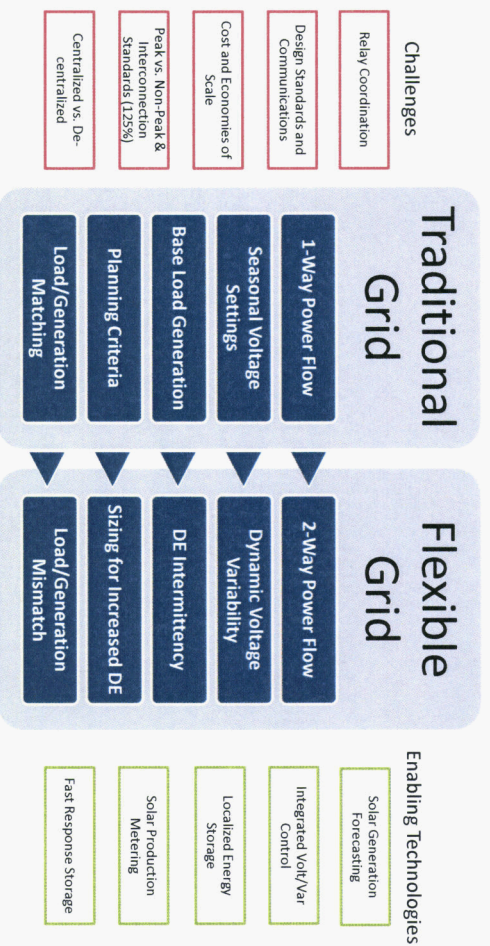 Challenges
Relay Coordination
Design Standards and
Communications
Cost and Economies of
Scale
Peak vs. Non-Peak &
Interconnection
Standards (125%)
Centralized vs. De-
centralized
Traditional
Grid
1-Way Power Flow
Seasonal Voltage
Settings
Base Load Generation
Planning Criteria
Load/Generation
Matching
Flexible
Grid
2-Way Power Flow
Dynamic Voltage
Variability
DE Intermittency
Sizing for Increased DE
Load/Generation
Mismatch
Enabling Technologies
Solar Generation
Forecasting
Integrated Volt/Var
Control
Localized Energy
Storage
Solar Production
Metering
Fast Response Storage